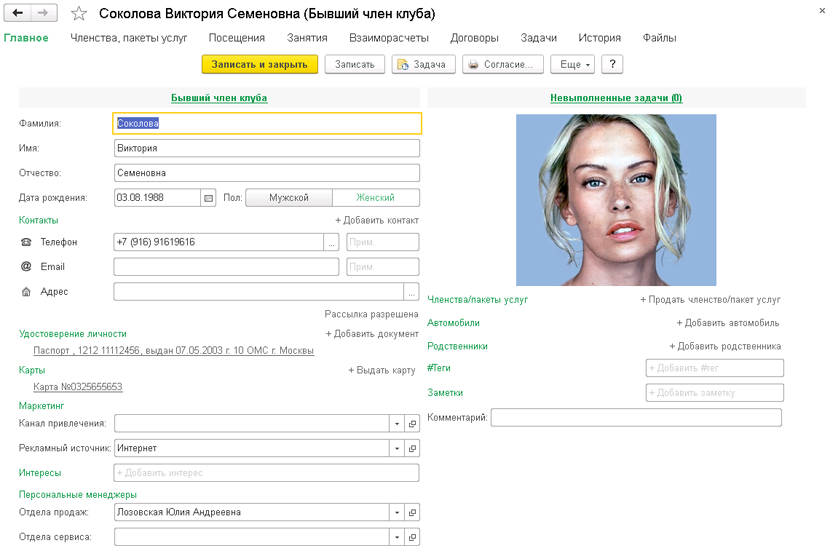 Соколова Виктория Семеновна (Бывший член клуба)
Главное Членства, пакеты услуг Посещения Занятия Взаиморасчеты Договоры Задачи История Файлы
Записать и закрыть Записать Задача Согласие... Еще ?
Бывший член клуба
Фамилия: Соколова
Имя: Виктория
Отчество: Семеновна
Дата рождения: 03.08.1988 Пол: Мужской Женский
Контакты + Добавить контакт
Телефон +7 (916) 91619616 ... Прим.
Email Прим.
Адрес ...
Рассылка разрешена
Удостоверение личности + Добавить документ
Паспорт , 1212 11112456, выдан 07.05.2003 г. 10 ОМС г. Москвы
Карты + Выдать карту
Карта №0325655653
Маркетинг
Канал привлечения:
Рекламный источник: Интернет
Интересы + Добавить интерес
Персональные менеджеры
Отдела продаж: Лозовская Юлия Андреевна
Отдела сервиса:
Невыполненные задачи (0)
Членства/пакеты услуг + Продать членство/пакет услуг
Автомобили + Добавить автомобиль
Родственники + Добавить родственника
#Теги + Добавить #тег
Заметки + Добавить заметку
Комментарий: